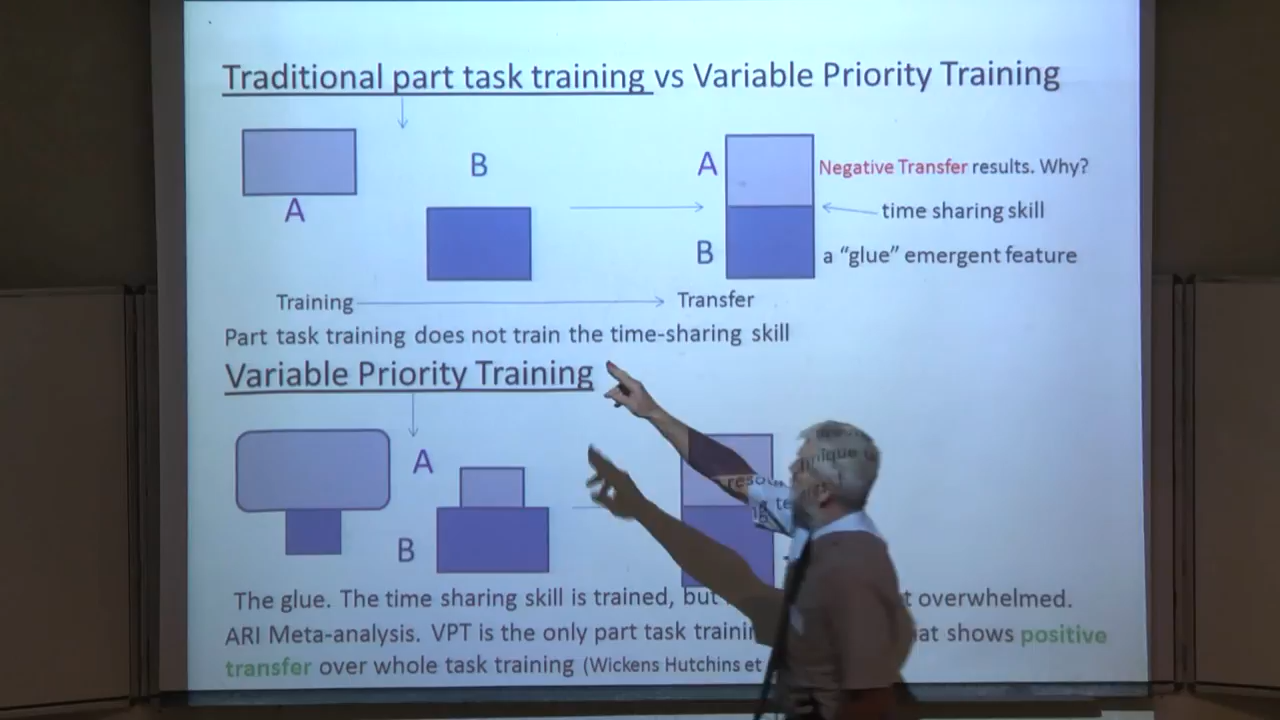 Traditional part task training vs Variable Priority Training
B
A
Negative Transfer results. Why?
A
time sharing skill
B
a “glue” emergent feature
Training
Transfer
Part task training does not train the time-sharing skill
Variable Priority Training
A
B
The glue. The time sharing skill is trained, but overwhelmed.
ARI Meta-analysis. VPT is the only part task shows positive
transfer over whole task training (Wickens Hutchins et